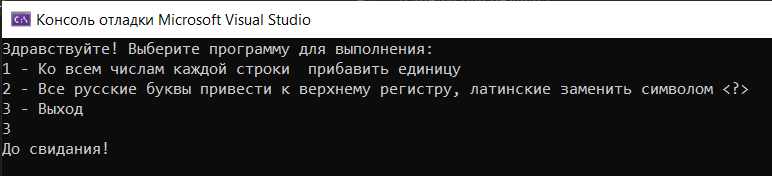 Консоль отладки Microsoft Visual Studio
Здравствуйте! Выберите программу для выполнения:
1 - Ко всем числам каждой строки  прибавить единицу
2 - Все русские буквы привести к верхнему регистру, латинские заменить символом <?>
3 - Выход
3
До свидания!